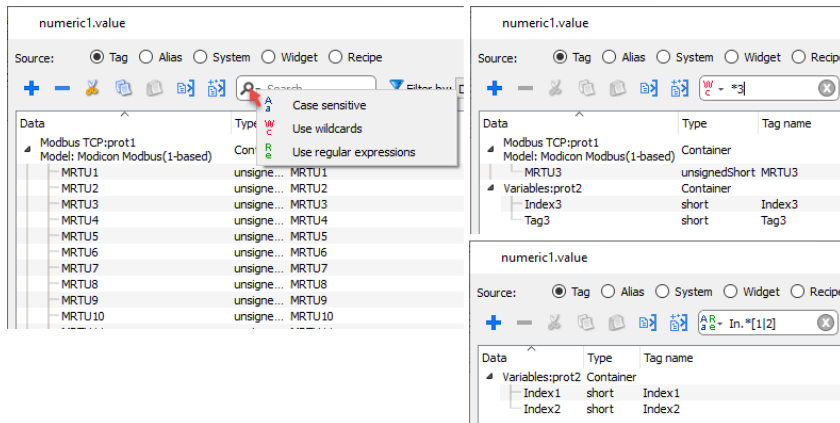 numeric1.value
Source: Tag Alias System Widget Recipe
Search Filter by:
Aa Case sensitive
Wc Use wildcards
Re Use regular expressions
Data
Modbus TCP:prot1
Model: Modicon Modbus(1-based)
MRTU1 unsigne... MRTU1
MRTU2 unsigne... MRTU2
MRTU3 unsigne... MRTU3
MRTU4 unsigne... MRTU4
MRTU5 unsigne... MRTU5
MRTU6 unsigne... MRTU6
MRTU7 unsigne... MRTU7
MRTU8 unsigne... MRTU8
MRTU9 unsigne... MRTU9
MRTU10 unsigne... MRTU10
numeric1.value
Source: Tag Alias System Widget Recipe
Wc *3
Data Type Tag name
Modbus TCP:prot1
Model: Modicon Modbus(1-based) Container
MRTU3 unsignedShort MRTU3
Variables:prot2 Container
Index3 short Index3
Tag3 short Tag3
numeric1.value
Source: Tag Alias System Widget Recipe
Aa Re In.*[1|2]
Data Type Tag name
Variables:prot2 Container
Index1 short Index1
Index2 short Index2